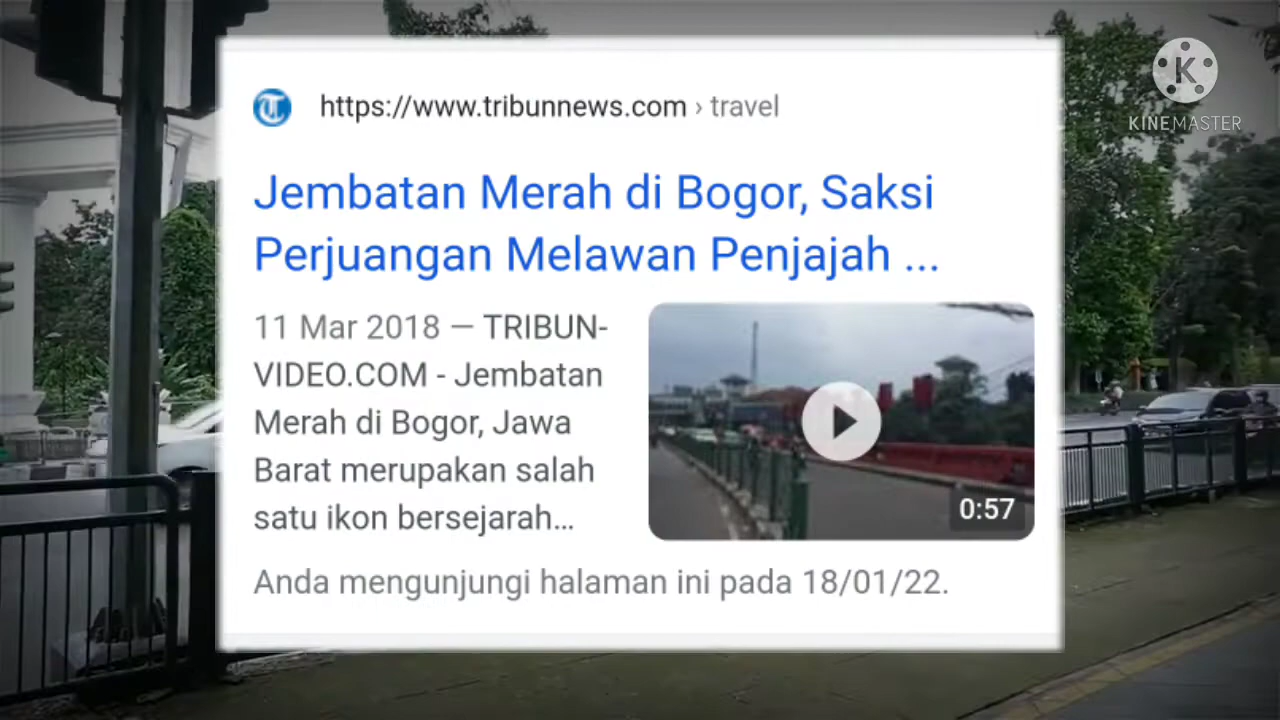 K
KINEMASTER
https://www.tribunnews.com › travel
Jembatan Merah di Bogor, Saksi
Perjuangan Melawan Penjajah ...
11 Mar 2018 — TRIBUN-
VIDEO.COM - Jembatan
Merah di Bogor, Jawa
Barat merupakan salah
satu ikon bersejarah...
0:57
Anda mengunjungi halaman ini pada 18/01/22.